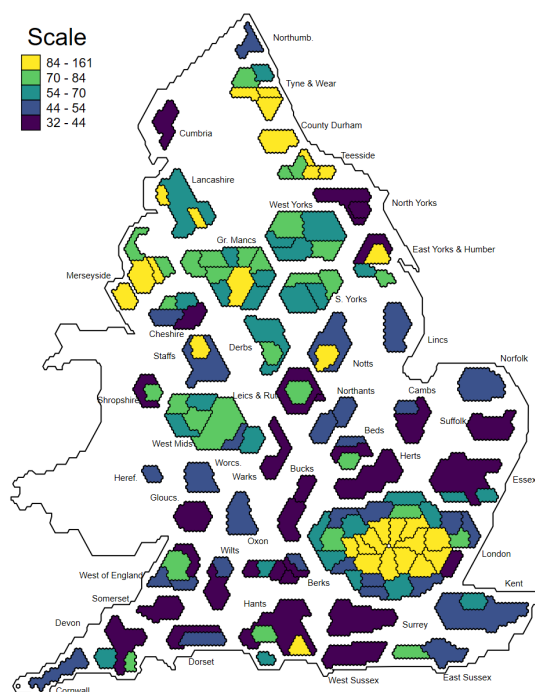 Scale
84 - 161
70 - 84
54 - 70
44 - 54
32 - 44
Northumb.
Tyne & Wear
County Durham
Cumbria
Teesside
Lancashire
North Yorks
West Yorks
Gr. Mancs
East Yorks & Humber
Merseyside
S. Yorks
Cheshire
Lincs
Staffs
Derbs
Notts
Norfolk
Shropshire
Leics & Rut
Northants
Cambs
Suffolk
Beds
West Mids
Worcs.
Heref.
Warks
Bucks
Herts
Essex
Gloucs.
Oxon
London
Wilts
West of England
Berks
Kent
Somerset
Hants
Devon
Surrey
Dorset
West Sussex
East Sussex
Cornwall